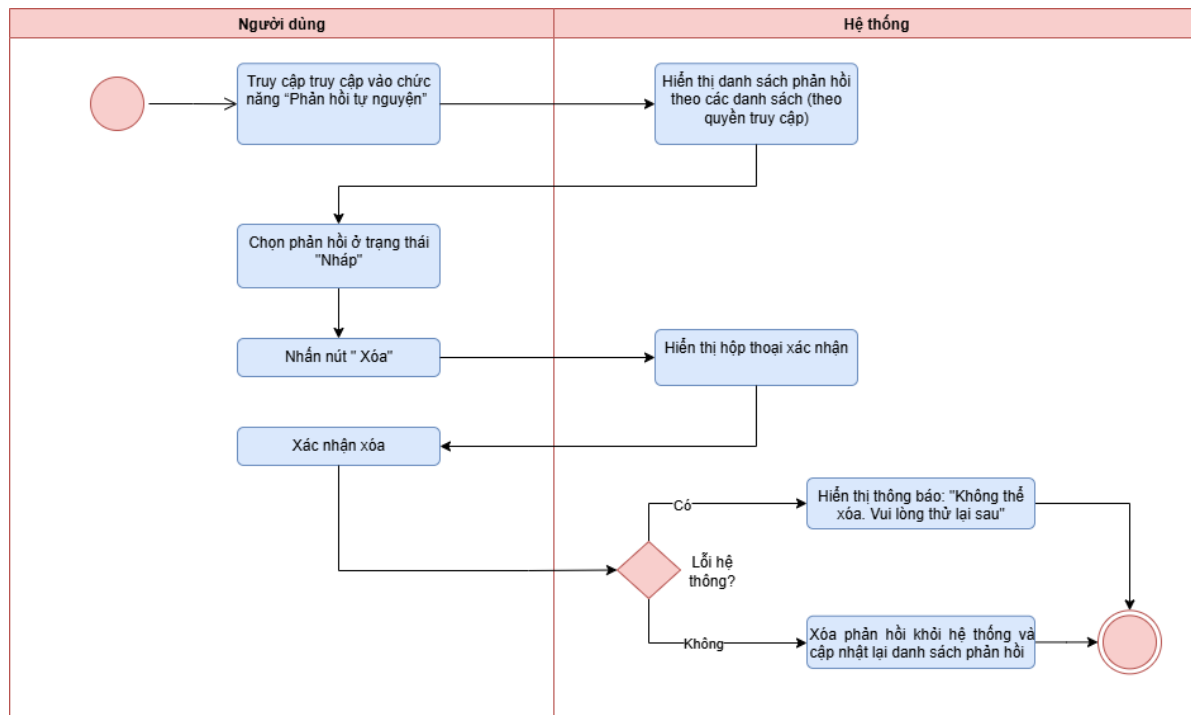 Người dùng
Hệ thống
Truy cập truy cập vào chức
năng “Phản hồi tự nguyện”
Hiển thị danh sách phản hồi
theo các danh sách (theo
quyền truy cập)
Chọn phản hồi ở trạng thái
"Nháp"
Nhấn nút " Xóa"
Hiển thị hộp thoại xác nhận
Xác nhận xóa
Có
Hiển thị thông báo: "Không thể
xóa. Vui lòng thử lại sau"
Lỗi hệ
thông?
Không
Xóa phản hồi khỏi hệ thống và
cập nhật lại danh sách phản hồi